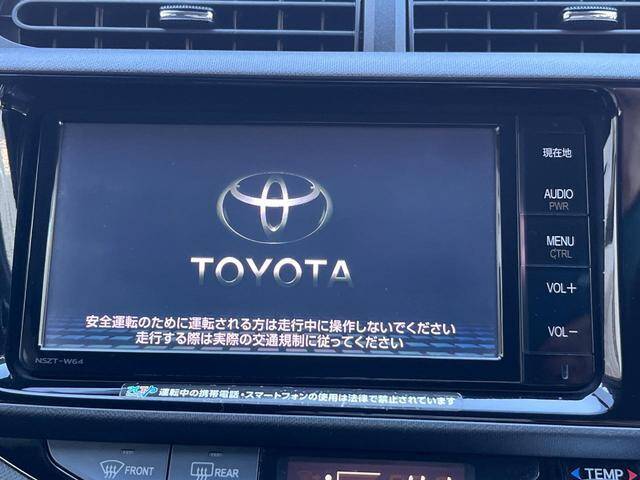 現在地
AUDIO
PWR
MENU
CTRL
VOL+
VOL−
TOYOTA
安全運転のために運転される方は走行中に操作しないでください
走行する際は実際の交通規制に従ってください
NSZT-W64
運転中の携帯電話・スマートフォンの使用は法律で禁止されています
FRONT
REAR
TEMP